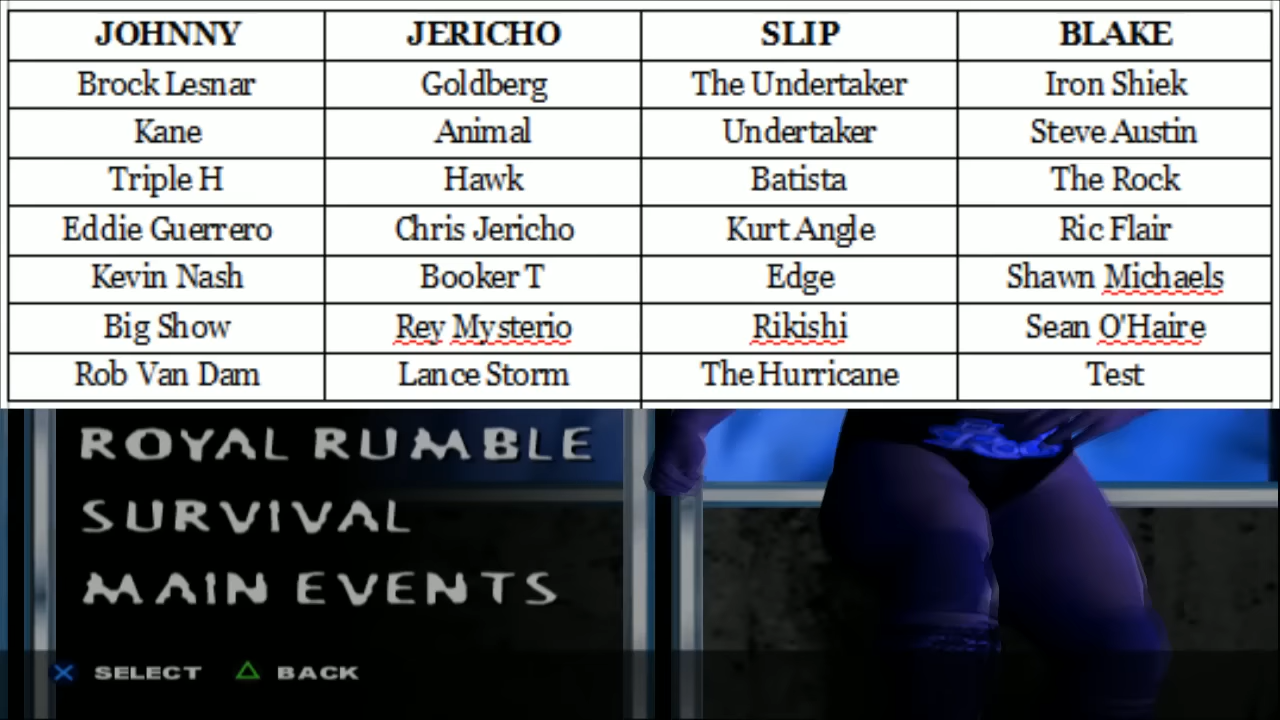 JOHNNY JERICHO SLIP BLAKE
Brock Lesnar Goldberg The Undertaker Iron Shiek
Kane Animal Undertaker Steve Austin
Triple H Hawk Batista The Rock
Eddie Guerrero Chris Jericho Kurt Angle Ric Flair
Kevin Nash Booker T Edge Shawn Michaels
Big Show Rey Mysterio Rikishi Sean O'Haire
Rob Van Dam Lance Storm The Hurricane Test
ROYAL RUMBLE
SURVIVAL
MAIN EVENTS
SELECT BACK